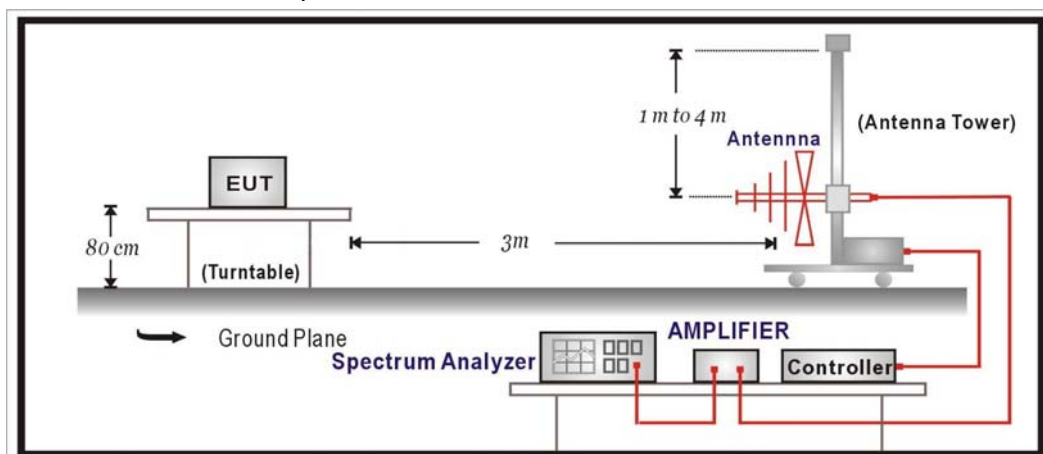 1 m to 4 m
(Antenna Tower)
Antennna
EUT
80 cm
3m
(Turntable)
Ground Plane
AMPLIFIER
Spectrum Analyzer
Controller